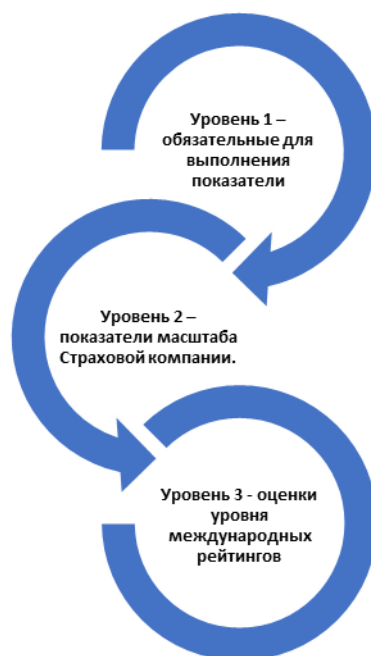 Уровень 1 –
обязательные для
выполнения
показатели
Уровень 2 –
показатели масштаба
Страховой компании.
Уровень 3 - оценки
уровня
международных
рейтингов